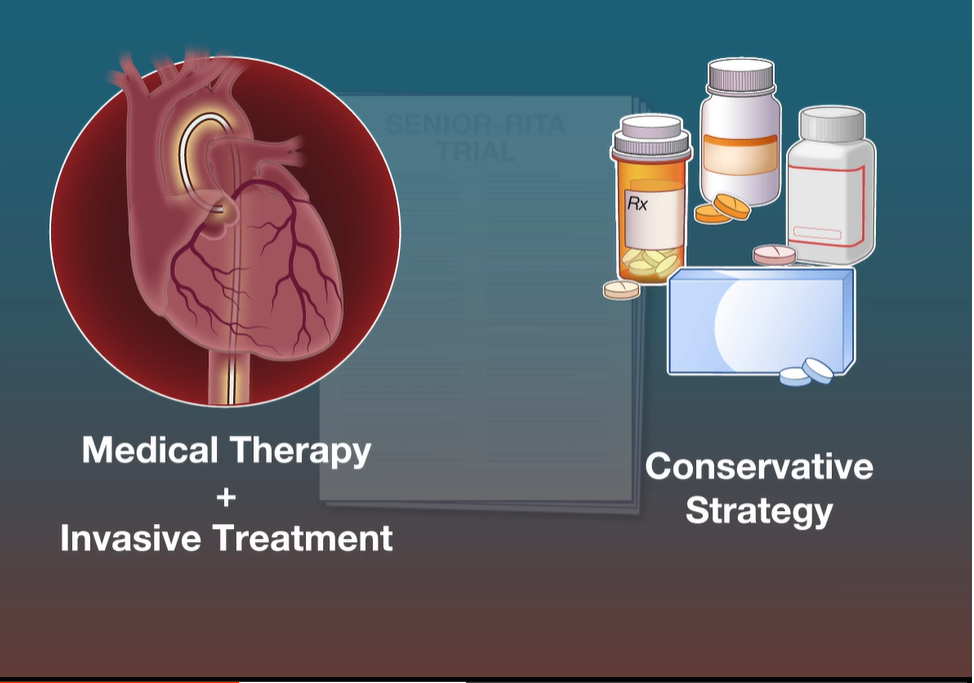 SENIOR-RITA
TRIAL
Rx
Medical Therapy
+
Invasive Treatment
Conservative
Strategy